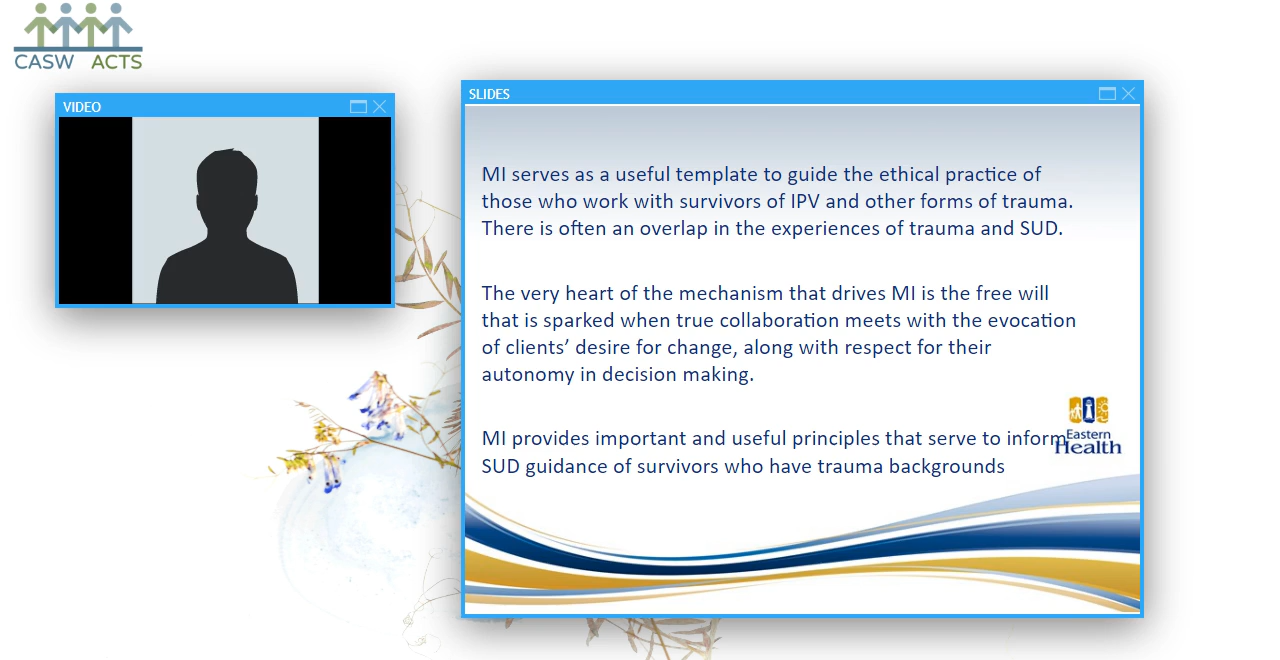 CASW ACTS
VIDEO
SLIDES
MI serves as a useful template to guide the ethical practice of
those who work with survivors of IPV and other forms of trauma.
There is often an overlap in the experiences of trauma and SUD.
The very heart of the mechanism that drives MI is the free will
that is sparked when true collaboration meets with the evocation
of clients’ desire for change, along with respect for their
autonomy in decision making.
MI provides important and useful principles that serve to inform
SUD guidance of survivors who have trauma backgrounds
Eastern
Health